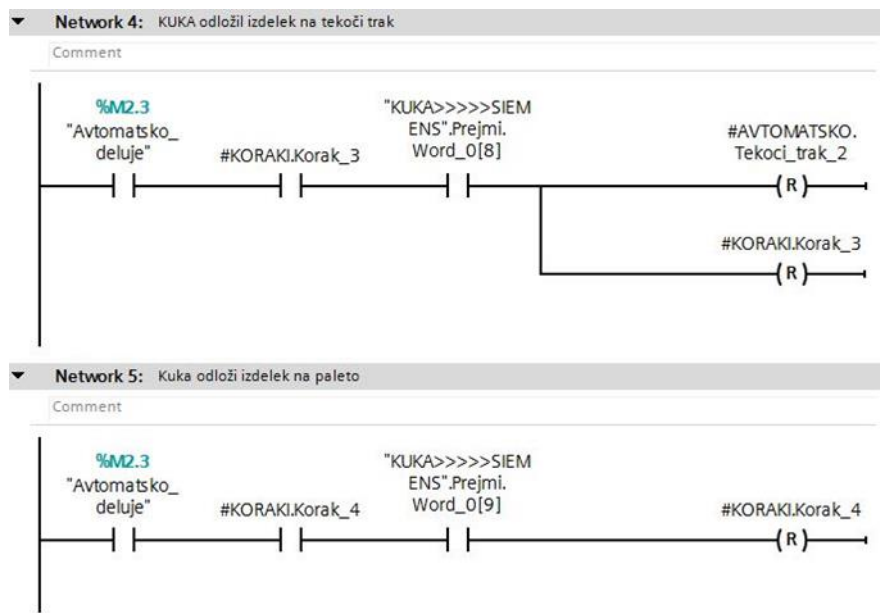 Network 4: KUKA odložil izdelek na tekoči trak
Comment
%M2.3
"Avtomatsko_
deluje"
#KORAKI.Korak_3
"KUKA>>>>>SIEM
ENS".Prejmi.
Word_0[8]
#AVTOMATSKO.
Tekoci_trak_2
R
#KORAKI.Korak_3
R
Network 5: Kuka odloži izdelek na paleto
Comment
%M2.3
"Avtomatsko_
deluje"
#KORAKI.Korak_4
"KUKA>>>>>SIEM
ENS".Prejmi.
Word_0[9]
#KORAKI.Korak_4
R